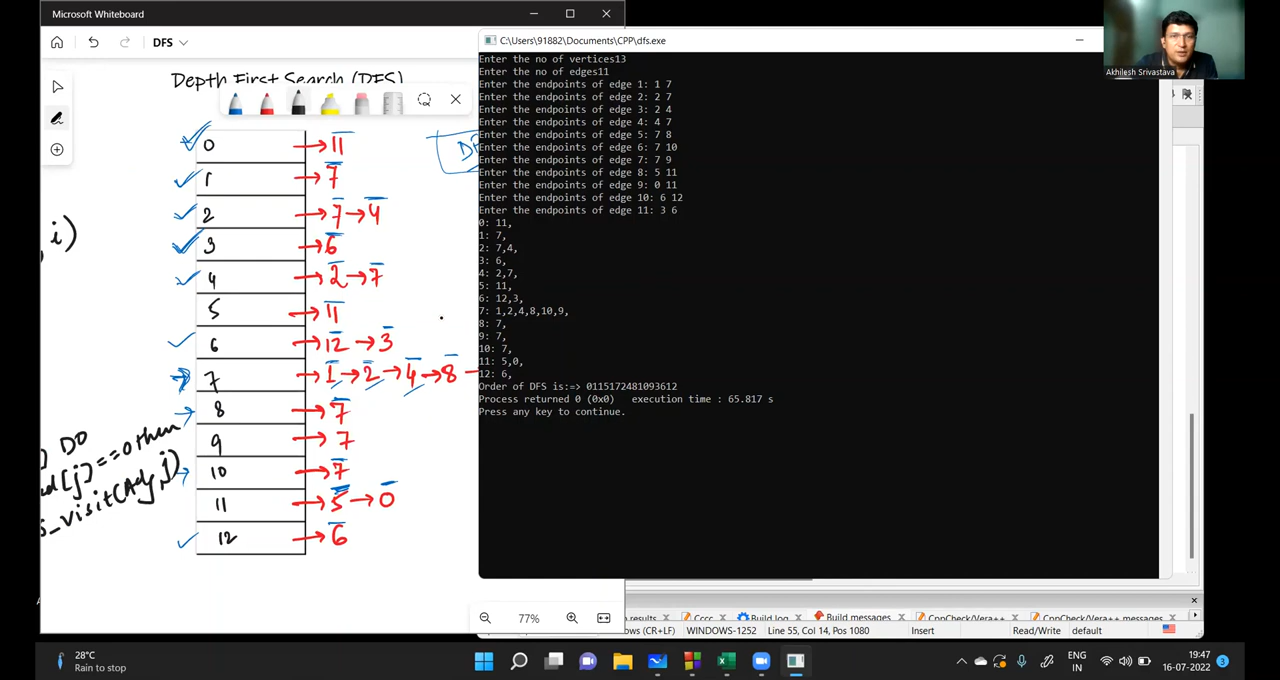 Microsoft Whiteboard
DFS
Depth First Search (DFS)
0 → 11
1 → 7
2 → 7 → 4
3 → 6
4 → 2 → 7
5 → 11
6 → 12 → 3
7 → 1 → 2 → 4 → 8
8 → 7
9 → 7
10 → 7
11 → 5 → 0
12 → 6
, i)
) DO
[j] == 0 then
_visit(Adj, j)
77%
C:\Users\91882\Documents\CPP\dfs.exe
Enter the no of vertices13
Enter the no of edges11
Enter the endpoints of edge 1: 1 7
Enter the endpoints of edge 2: 2 7
Enter the endpoints of edge 3: 2 4
Enter the endpoints of edge 4: 4 7
Enter the endpoints of edge 5: 7 8
Enter the endpoints of edge 6: 7 10
Enter the endpoints of edge 7: 7 9
Enter the endpoints of edge 8: 5 11
Enter the endpoints of edge 9: 0 11
Enter the endpoints of edge 10: 6 12
Enter the endpoints of edge 11: 3 6
0: 11,
1: 7,
2: 7,4,
3: 6,
4: 2,7,
5: 11,
6: 12,3,
7: 1,2,4,8,10,9,
8: 7,
9: 7,
10: 7,
11: 5,0,
12: 6,
Order of DFS is:=> 0115172481093612
Process returned 0 (0x0) execution time : 65.817 s
Press any key to continue.
Akhilesh Srivastava
results Cccc Build log Build messages CppCheck/Vera++ CppCheck/Vera++ messages
(CR+LF) WINDOWS-1252 Line 55, Col 14, Pos 1080 Insert Read/Write default
28°C
Rain to stop
ENG
IN
19:47
16-07-2022
3